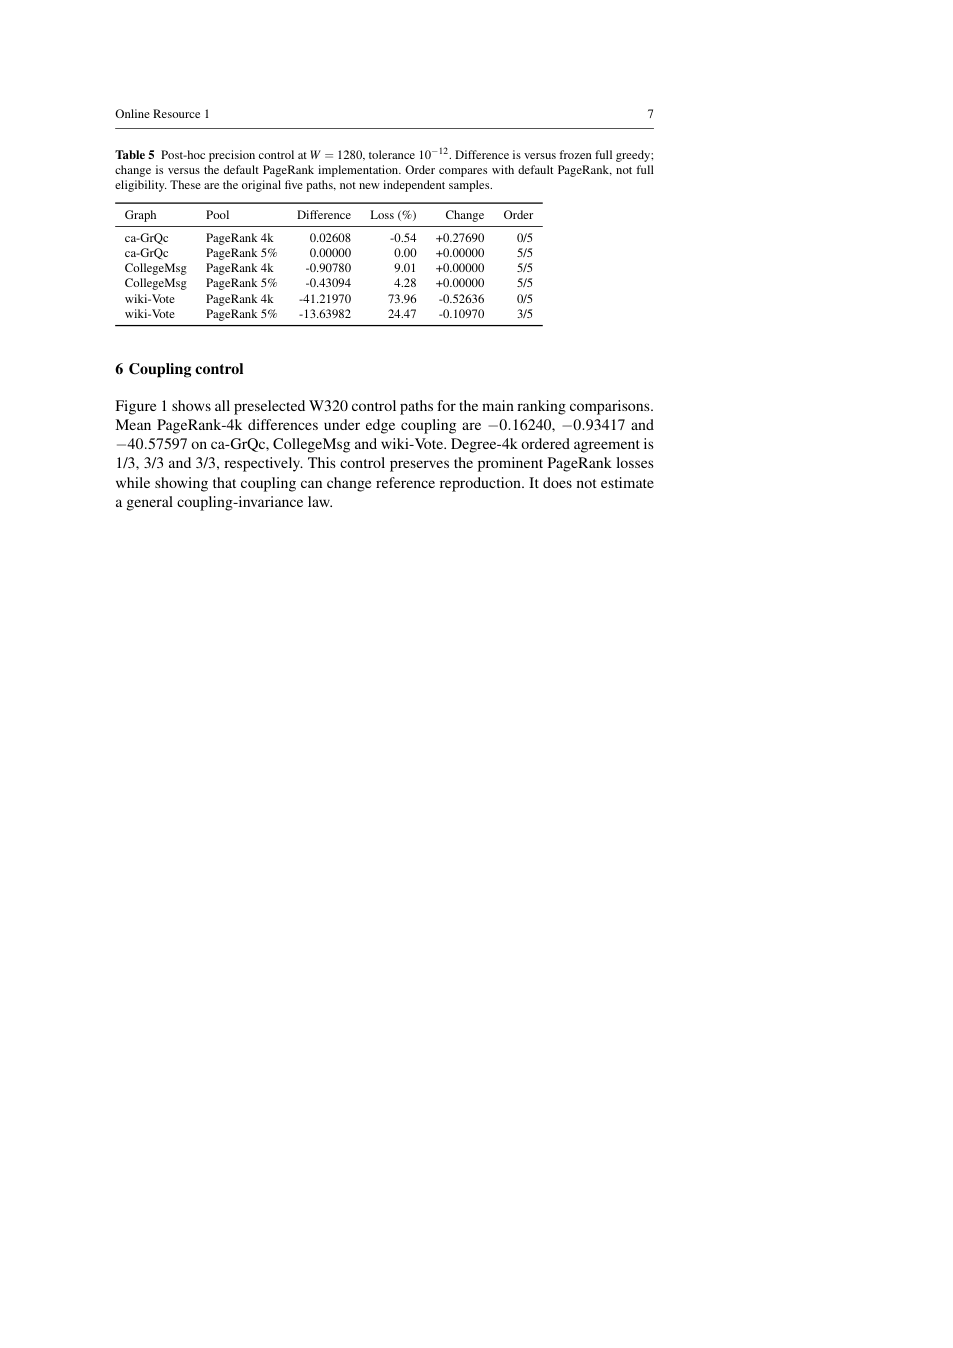 Online Resource 1 7
Table 5 Post-hoc precision control at W = 1280, tolerance 10⁻¹². Difference is versus frozen full greedy;
change is versus the default PageRank implementation. Order compares with default PageRank, not full
eligibility. These are the original five paths, not new independent samples.
Graph Pool Difference Loss (%) Change Order
ca-GrQc PageRank 4k 0.02608 -0.54 +0.27690 0/5
ca-GrQc PageRank 5% 0.00000 0.00 +0.00000 5/5
CollegeMsg PageRank 4k -0.90780 9.01 +0.00000 5/5
CollegeMsg PageRank 5% -0.43094 4.28 +0.00000 5/5
wiki-Vote PageRank 4k -41.21970 73.96 -0.52636 0/5
wiki-Vote PageRank 5% -13.63982 24.47 -0.10970 3/5
6 Coupling control
Figure 1 shows all preselected W320 control paths for the main ranking comparisons.
Mean PageRank-4k differences under edge coupling are −0.16240, −0.93417 and
−40.57597 on ca-GrQc, CollegeMsg and wiki-Vote. Degree-4k ordered agreement is
1/3, 3/3 and 3/3, respectively. This control preserves the prominent PageRank losses
while showing that coupling can change reference reproduction. It does not estimate
a general coupling-invariance law.